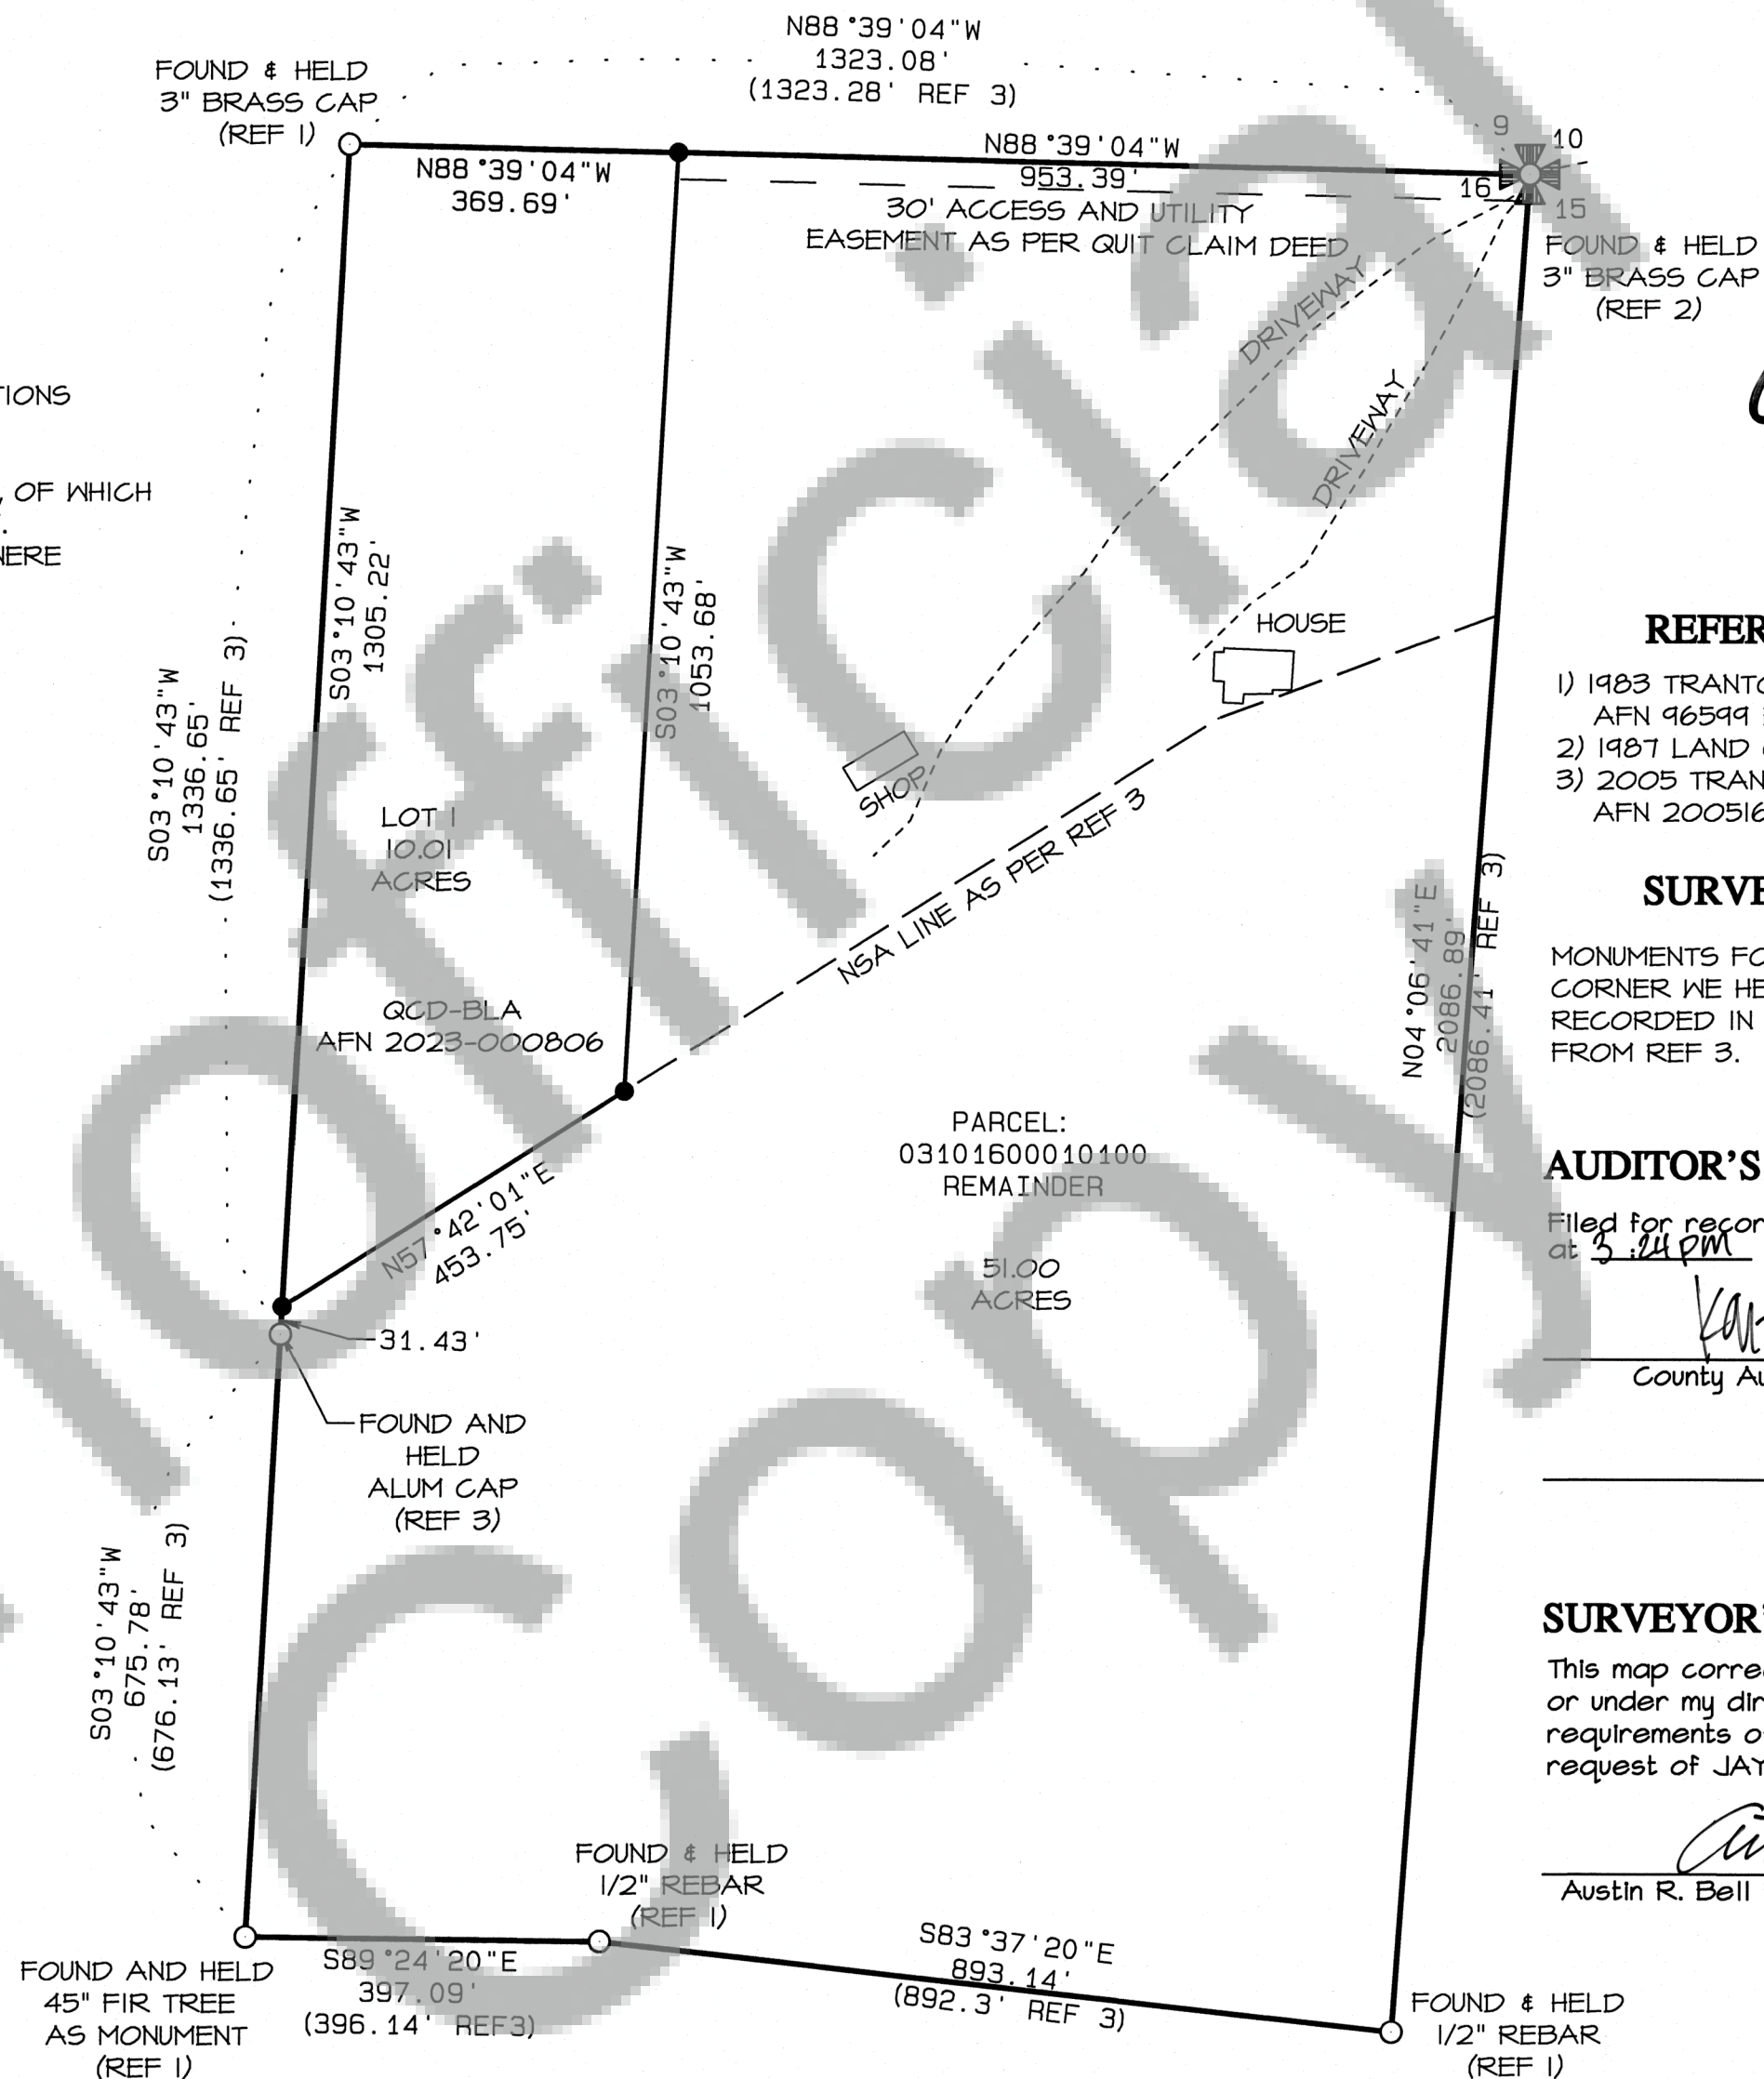 N88°39'04"W
1323.08'
(1323.28' REF 3)
FOUND & HELD
3" BRASS CAP
(REF 1)
N88°39'04"W
369.69'
N88°39'04"W
953.39'
30' ACCESS AND UTILITY
EASEMENT AS PER QUIT CLAIM DEED
9
10
16
15
FOUND & HELD
3" BRASS CAP
(REF 2)
DRIVEWAY
DRIVEWAY
TIONS
OF WHICH
S03°10'43"W
1305.22'
S03°10'43"W
1053.68'
S03°10'43"W
1336.65'
(1336.65' REF 3)
HOUSE
SHOP
NSA LINE AS PER REF 3
LOT 1
10.01
ACRES
QCD-BLA
AFN 2023-000806
N04°06'41"E
2086.89'
(2086.41' REF 3)
PARCEL:
03101600010100
REMAINDER
51.00
ACRES
N57°42'01"E
453.75'
31.43'
FOUND AND
HELD
ALUM CAP
(REF 3)
S03°10'43"W
675.78'
(676.13' REF 3)
FOUND & HELD
1/2" REBAR
(REF 1)
S89°24'20"E
397.09'
(396.14' REF3)
S83°37'20"E
893.14'
(892.3' REF 3)
FOUND AND HELD
45" FIR TREE
AS MONUMENT
(REF 1)
FOUND & HELD
1/2" REBAR
(REF 1)
REFER
1) 1983 TRANTO
AFN 96599
2) 1987 LAND
3) 2005 TRAN
AFN 200516
SURVE
MONUMENTS FO
CORNER WE HE
RECORDED IN
FROM REF 3.
AUDITOR'S
Filed for recor
at 3:24pm
County Au
SURVEYOR'
This map corre
or under my dir
requirements o
request of JAY
Austin R. Bell
official
Copy